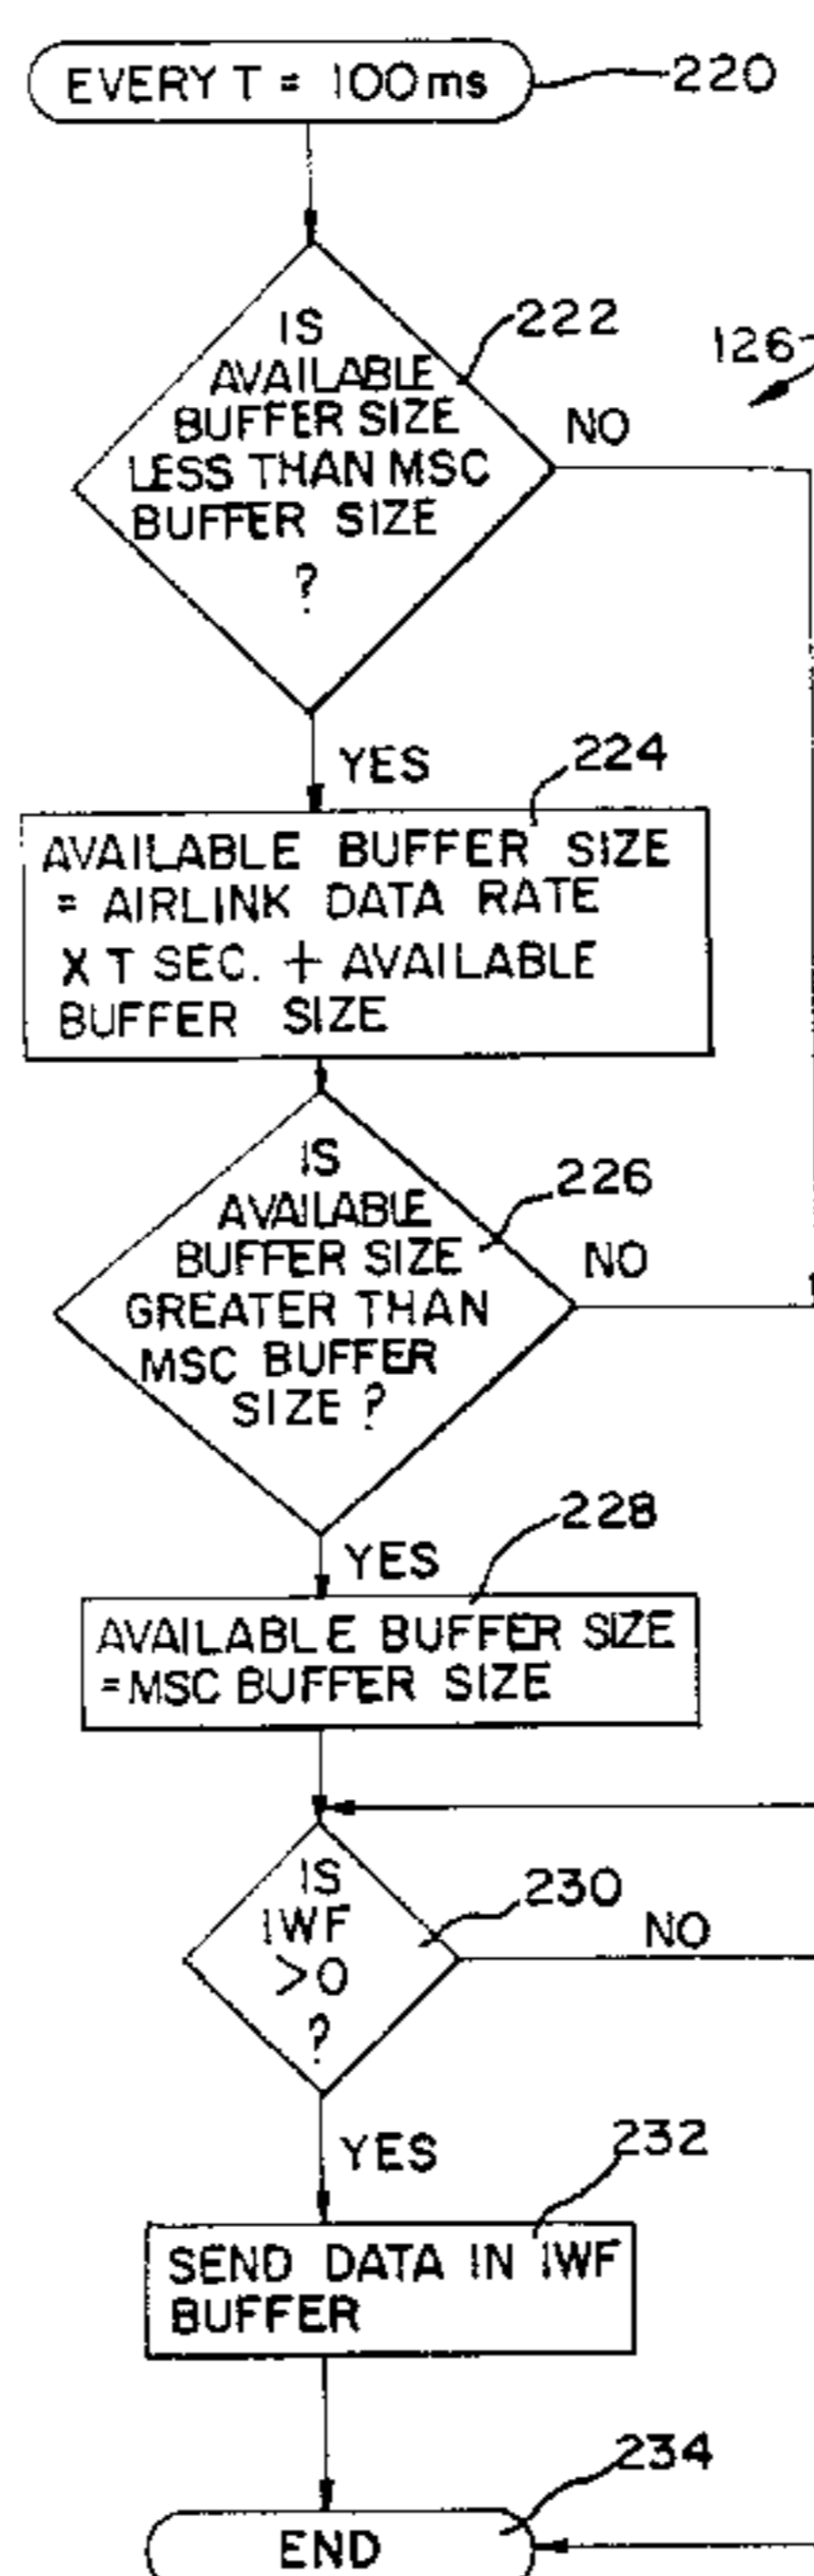 EVERY T = 100 ms
220
IS
AVAILABLE
BUFFER SIZE
LESS THAN MSC
BUFFER SIZE
?
222
126
NO
YES
224
AVAILABLE BUFFER SIZE
= AIRLINK DATA RATE
X T SEC. + AVAILABLE
BUFFER SIZE
IS
AVAILABLE
BUFFER SIZE
GREATER THAN
MSC BUFFER
SIZE ?
226
NO
YES
228
AVAILABLE BUFFER SIZE
= MSC BUFFER SIZE
IS
IWF
>0
?
230
NO
YES
232
SEND DATA IN IWF
BUFFER
234
END